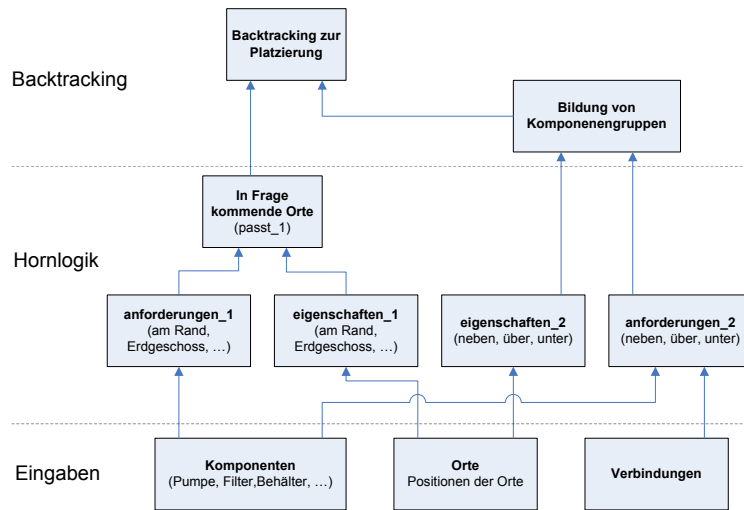 Backtracking zur
Platzierung
Backtracking
Bildung von
Komponenengruppen
In Frage
kommende Orte
(passt_1)
Hornlogik
anforderungen_1
(am Rand,
Erdgeschoss, …)
eigenschaften_1
(am Rand,
Erdgeschoss, …)
eigenschaften_2
(neben, über, unter)
anforderungen_2
(neben, über, unter)
Eingaben
Komponenten
(Pumpe, Filter,Behälter, …)
Orte
Positionen der Orte
Verbindungen